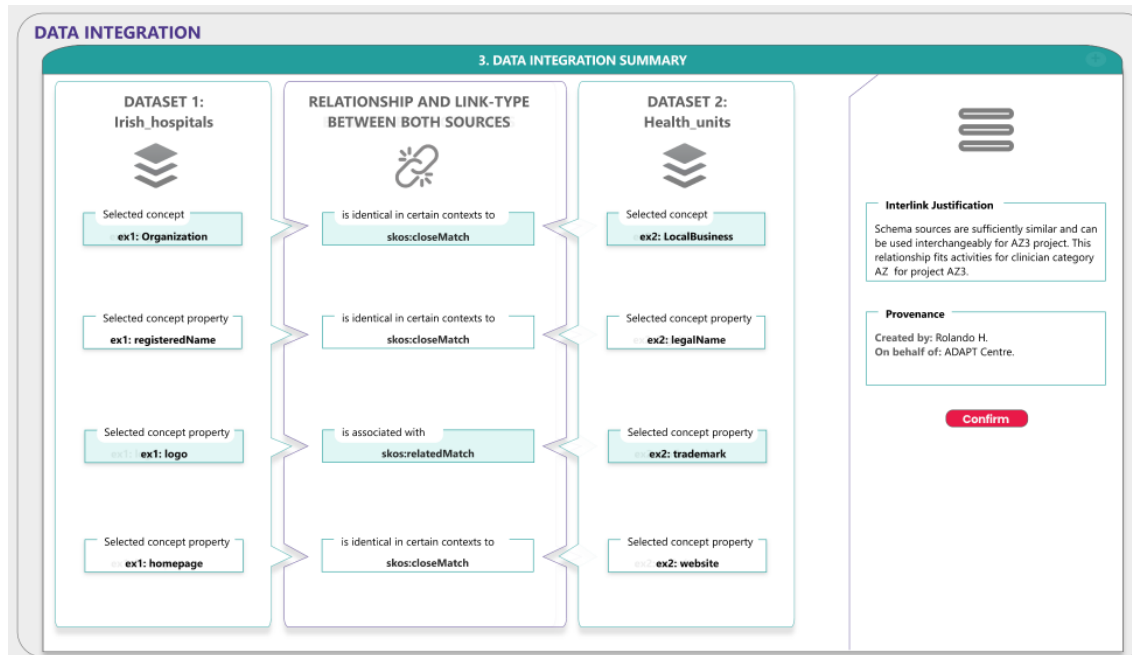 DATA INTEGRATION
3. DATA INTEGRATION SUMMARY
DATASET 1:
Irish_hospitals
Selected concept
ex1: Organization
Selected concept property
ex1: registeredName
Selected concept property
ex1: logo
Selected concept property
ex1: homepage
RELATIONSHIP AND LINK-TYPE
BETWEEN BOTH SOURCES
is identical in certain contexts to
skos:closeMatch
is identical in certain contexts to
skos:closeMatch
is associated with
skos:relatedMatch
is identical in certain contexts to
skos:closeMatch
DATASET 2:
Health_units
Selected concept
ex2: LocalBusiness
Selected concept property
ex2: legalName
Selected concept property
ex2: trademark
Selected concept property
ex2: website
Interlink Justification
Schema sources are sufficiently similar and can
be used interchangeably for AZ3 project. This
relationship fits activities for clinician category
AZ for project AZ3.
Provenance
Created by: Rolando H.
On behalf of: ADAPT Centre.
Confirm